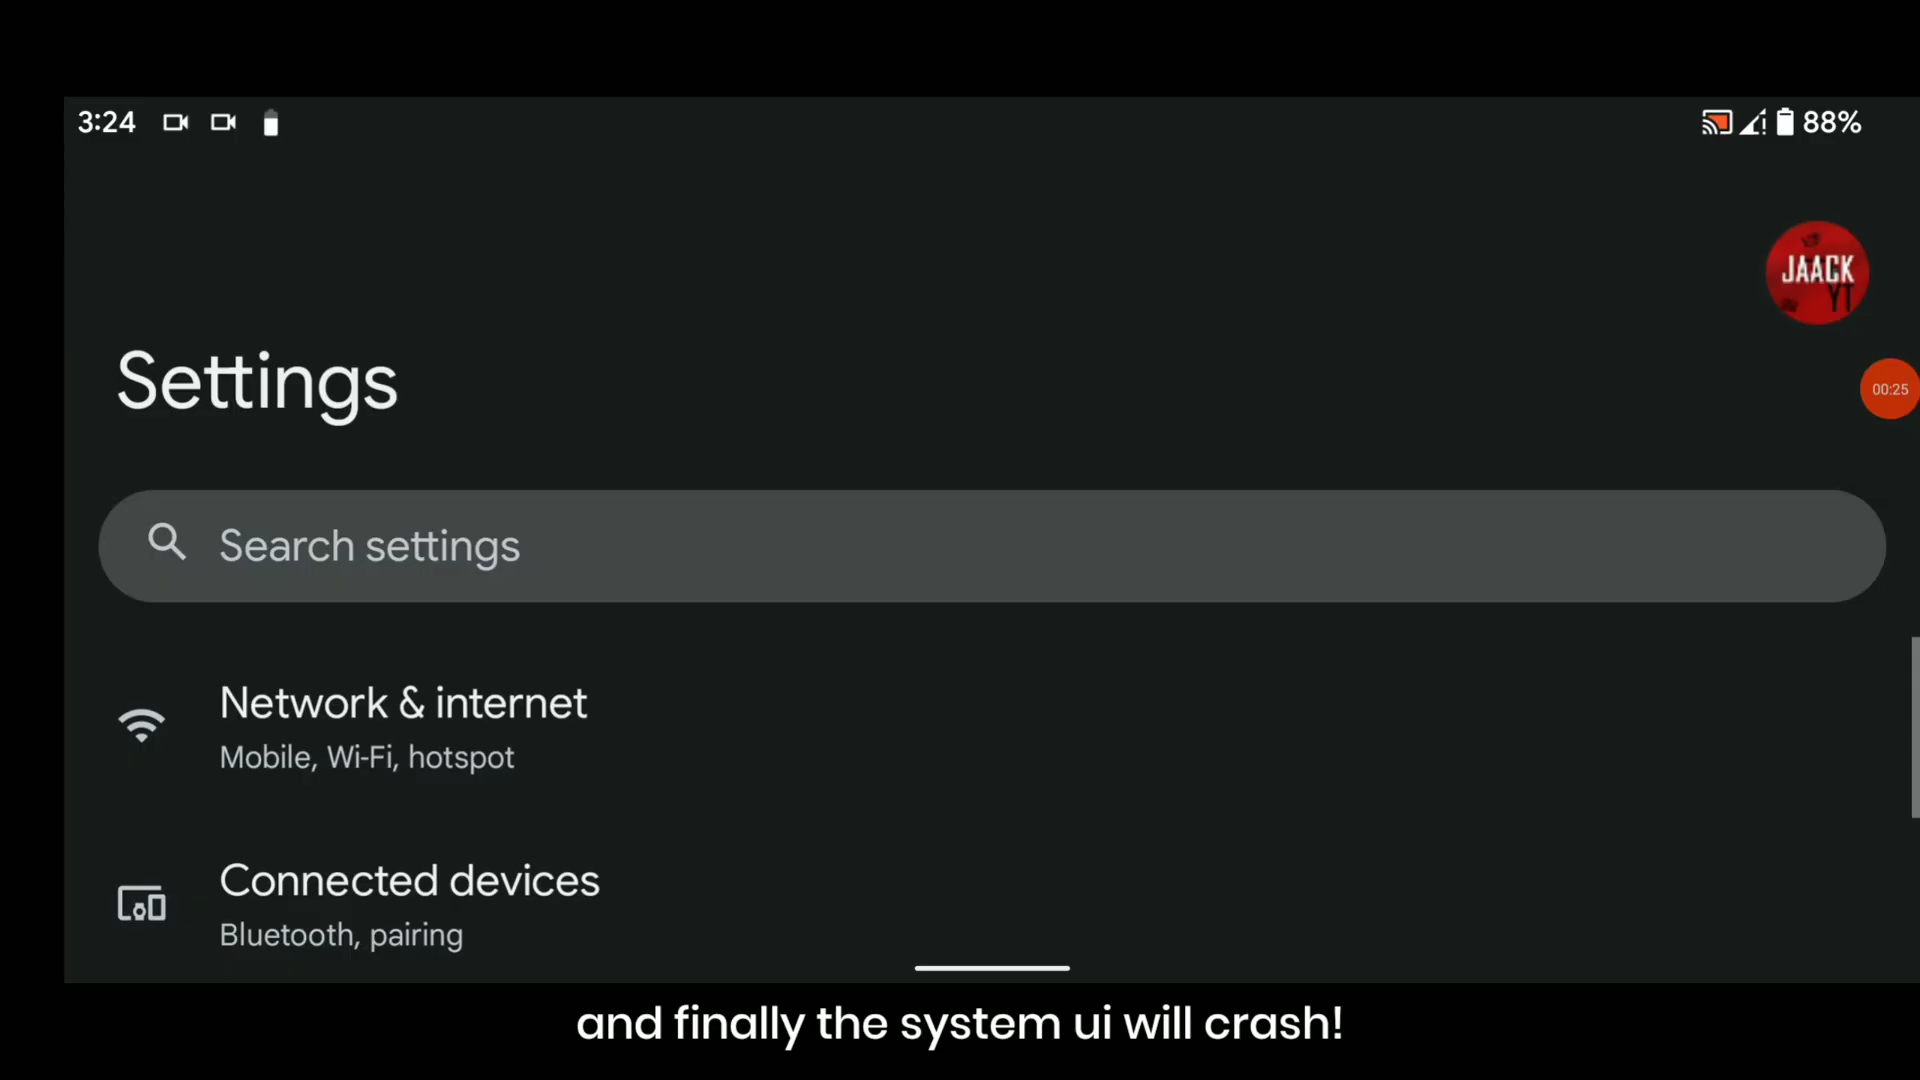 3:24
88%
JAACK
YT
Settings
00:25
Search settings
Network & internet
Mobile, Wi-Fi, hotspot
Connected devices
Bluetooth, pairing
and finally the system ui will crash!